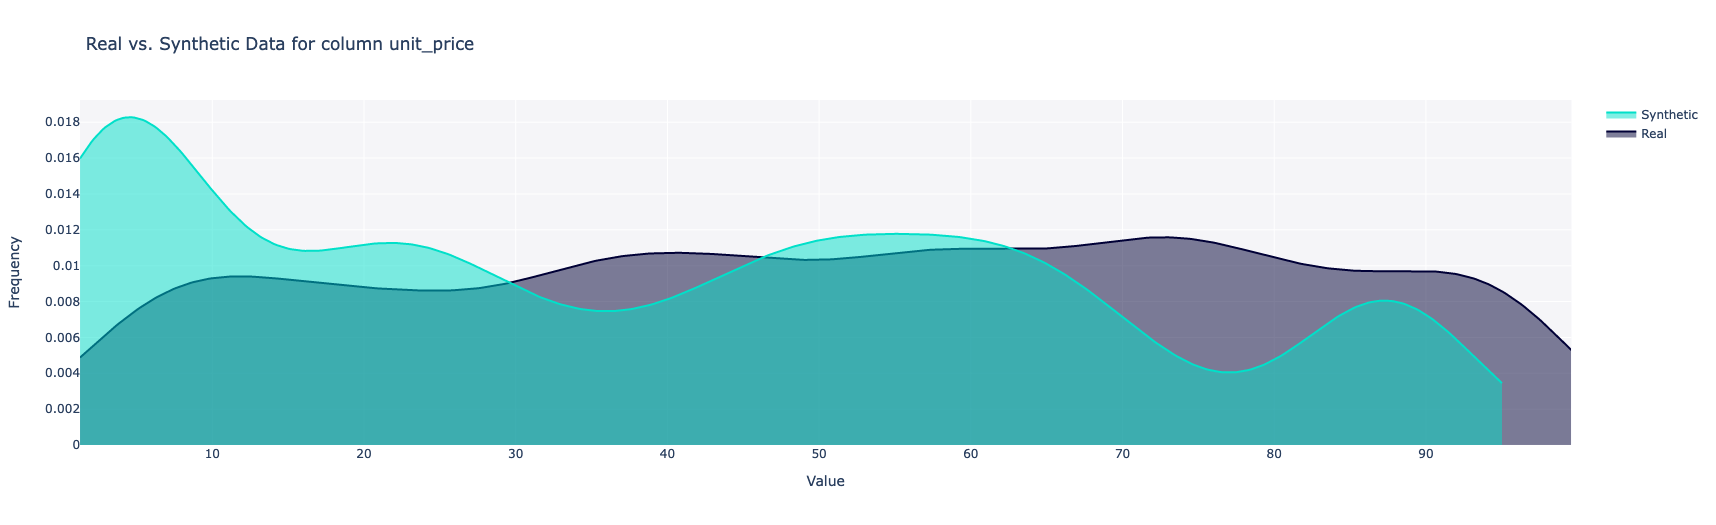 Real vs. Synthetic Data for column unit_price
Synthetic
Real
Frequency
0.018
0.016
0.014
0.012
0.01
0.008
0.006
0.004
0.002
0
10 20 30 40 50 60 70 80 90
Value